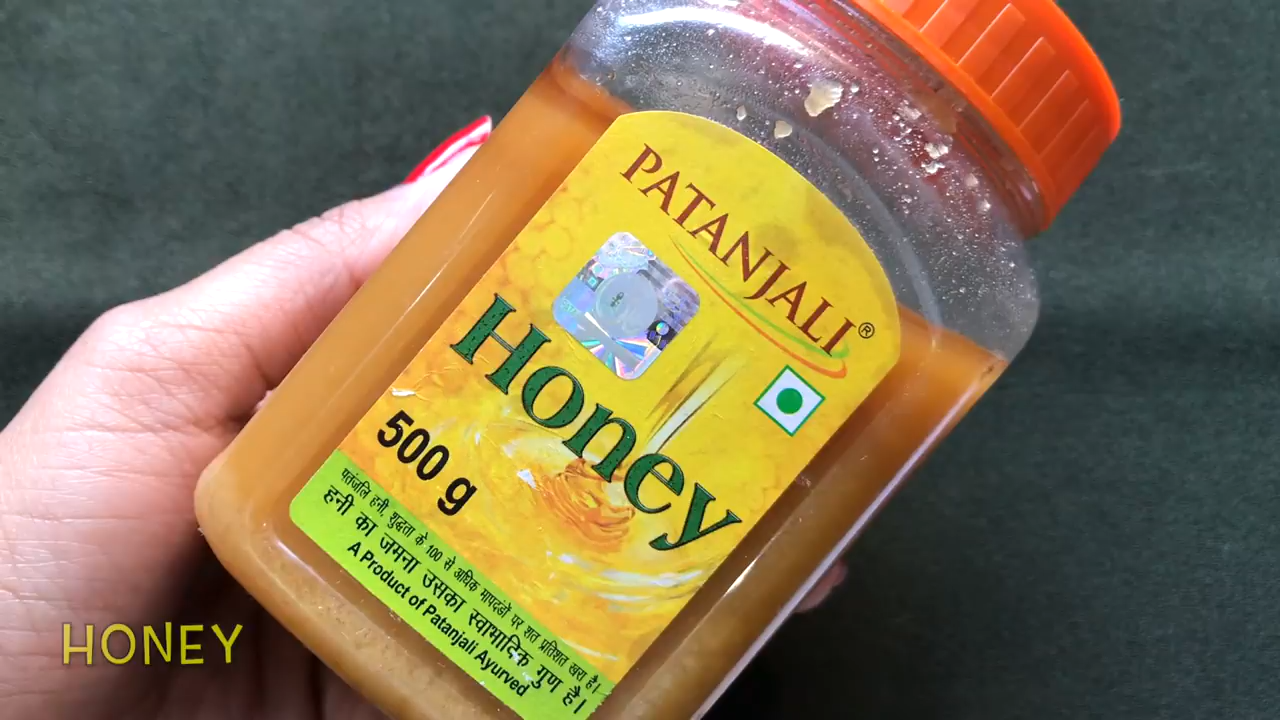 PATANJALI®
Honey
500 g
पतंजलि हनी, शुद्धता के 100 से अधिक मापदंडों पर शत प्रतिशत खरा है।
हनी का जमना उसका स्वाभाविक गुण है।
A Product of Patanjali Ayurved
HONEY